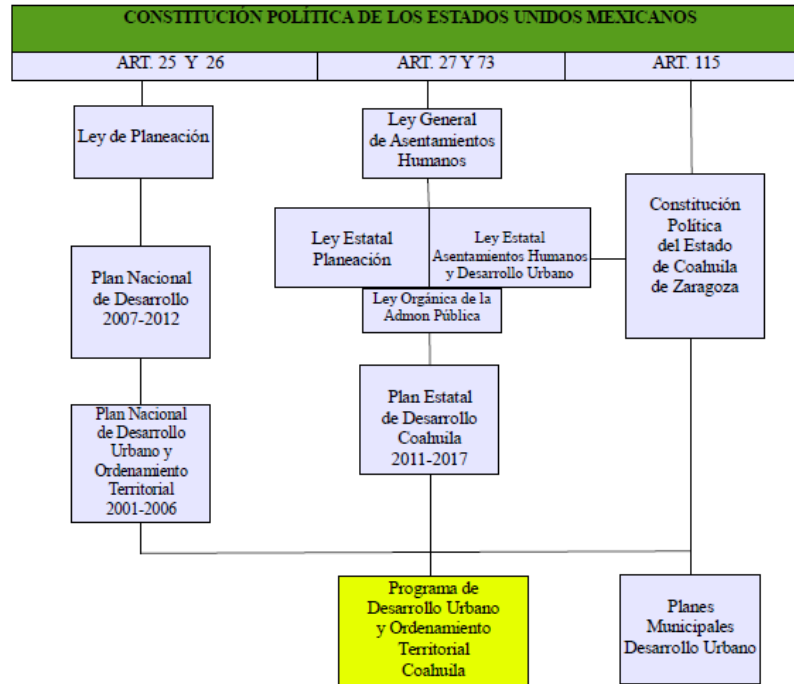 CONSTITUCIÓN POLÍTICA DE LOS ESTADOS UNIDOS MEXICANOS
ART. 25 Y 26
ART. 27 Y 73
ART. 115
Ley de Planeación
Ley General
de Asentamientos
Humanos
Constitución
Política
del Estado
de Coahuila
de Zaragoza
Ley Estatal
Planeación
Ley Estatal
Asentamientos Humanos
y Desarrollo Urbano
Plan Nacional
de Desarrollo
2007-2012
Ley Orgánica de la
Admon Pública
Plan Estatal
de Desarrollo
Coahuila
2011-2017
Plan Nacional
de Desarrollo
Urbano y
Ordenamiento
Territorial
2001-2006
Programa de
Desarrollo Urbano
y Ordenamiento
Territorial
Coahuila
Planes
Municipales
Desarrollo Urbano